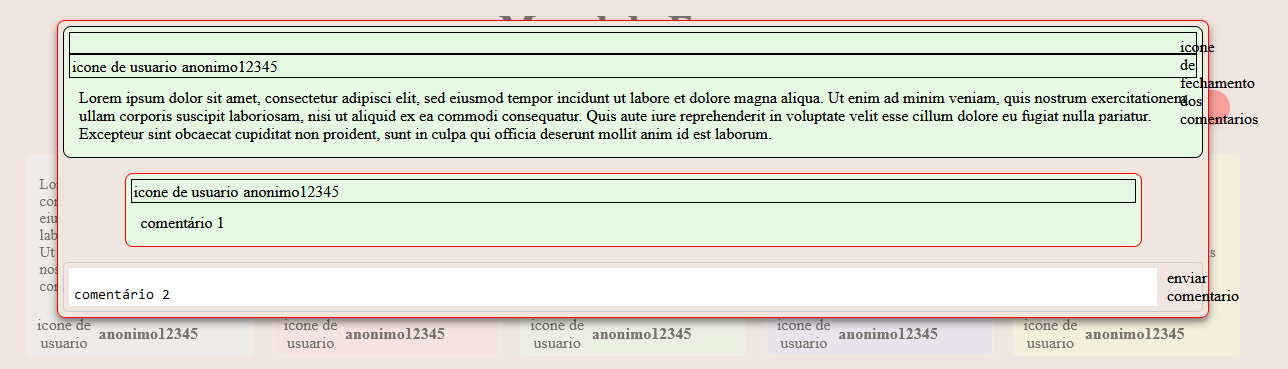 icone
de
fechamento
dos
comentarios
icone de usuario anonimo12345
Lorem ipsum dolor sit amet, consectetur adipisci elit, sed eiusmod tempor incidunt ut labore et dolore magna aliqua. Ut enim ad minim veniam, quis nostrum exercitationem
ullam corporis suscipit laboriosam, nisi ut aliquid ex ea commodi consequatur. Quis aute iure reprehenderit in voluptate velit esse cillum dolore eu fugiat nulla pariatur.
Excepteur sint obcaecat cupiditat non proident, sunt in culpa qui officia deserunt mollit anim id est laborum.
icone de usuario anonimo12345
comentário 1
comentário 2
enviar
comentario
icone de
usuario
anonimo12345
icone de
usuario
anonimo12345
icone de
usuario
anonimo12345
icone de
usuario
anonimo12345
icone de
usuario
anonimo12345